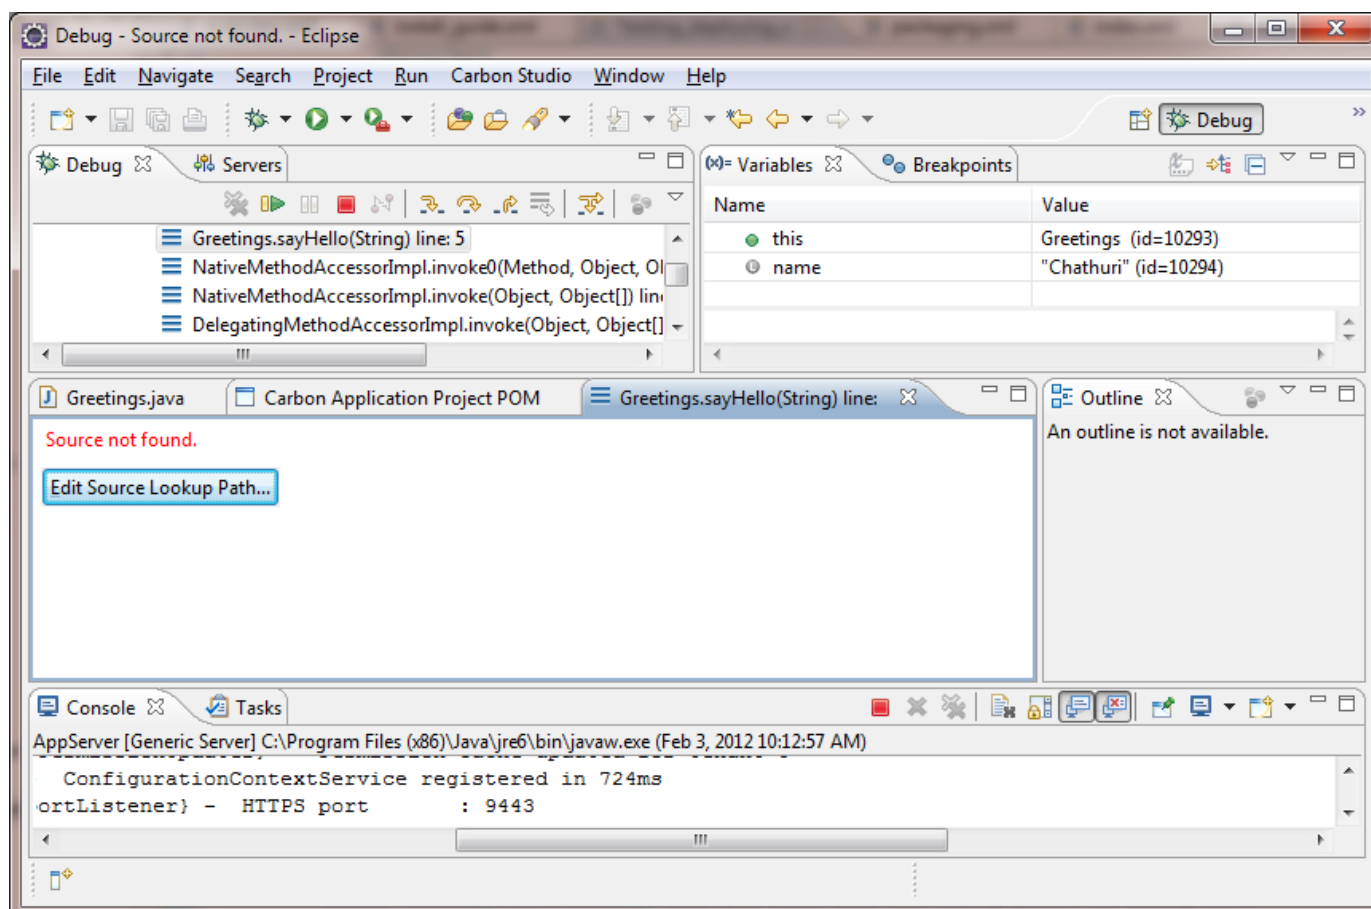 Debug - Source not found. - Eclipse
File Edit Navigate Search Project Run Carbon Studio Window Help
Debug
Debug Servers
Variables Breakpoints
Name Value
Greetings.sayHello(String) line: 5
this Greetings (id=10293)
NativeMethodAccessorImpl.invoke0(Method, Object, Ol
name "Chathuri" (id=10294)
NativeMethodAccessorImpl.invoke(Object, Object[]) line
DelegatingMethodAccessorImpl.invoke(Object, Object[]
Greetings.java Carbon Application Project POM Greetings.sayHello(String) line:
Outline
Source not found.
An outline is not available.
Edit Source Lookup Path...
Console Tasks
AppServer [Generic Server] C:\Program Files (x86)\Java\jre6\bin\javaw.exe (Feb 3, 2012 10:12:57 AM)
ConfigurationContextService registered in 724ms
ortListener} - HTTPS port : 9443